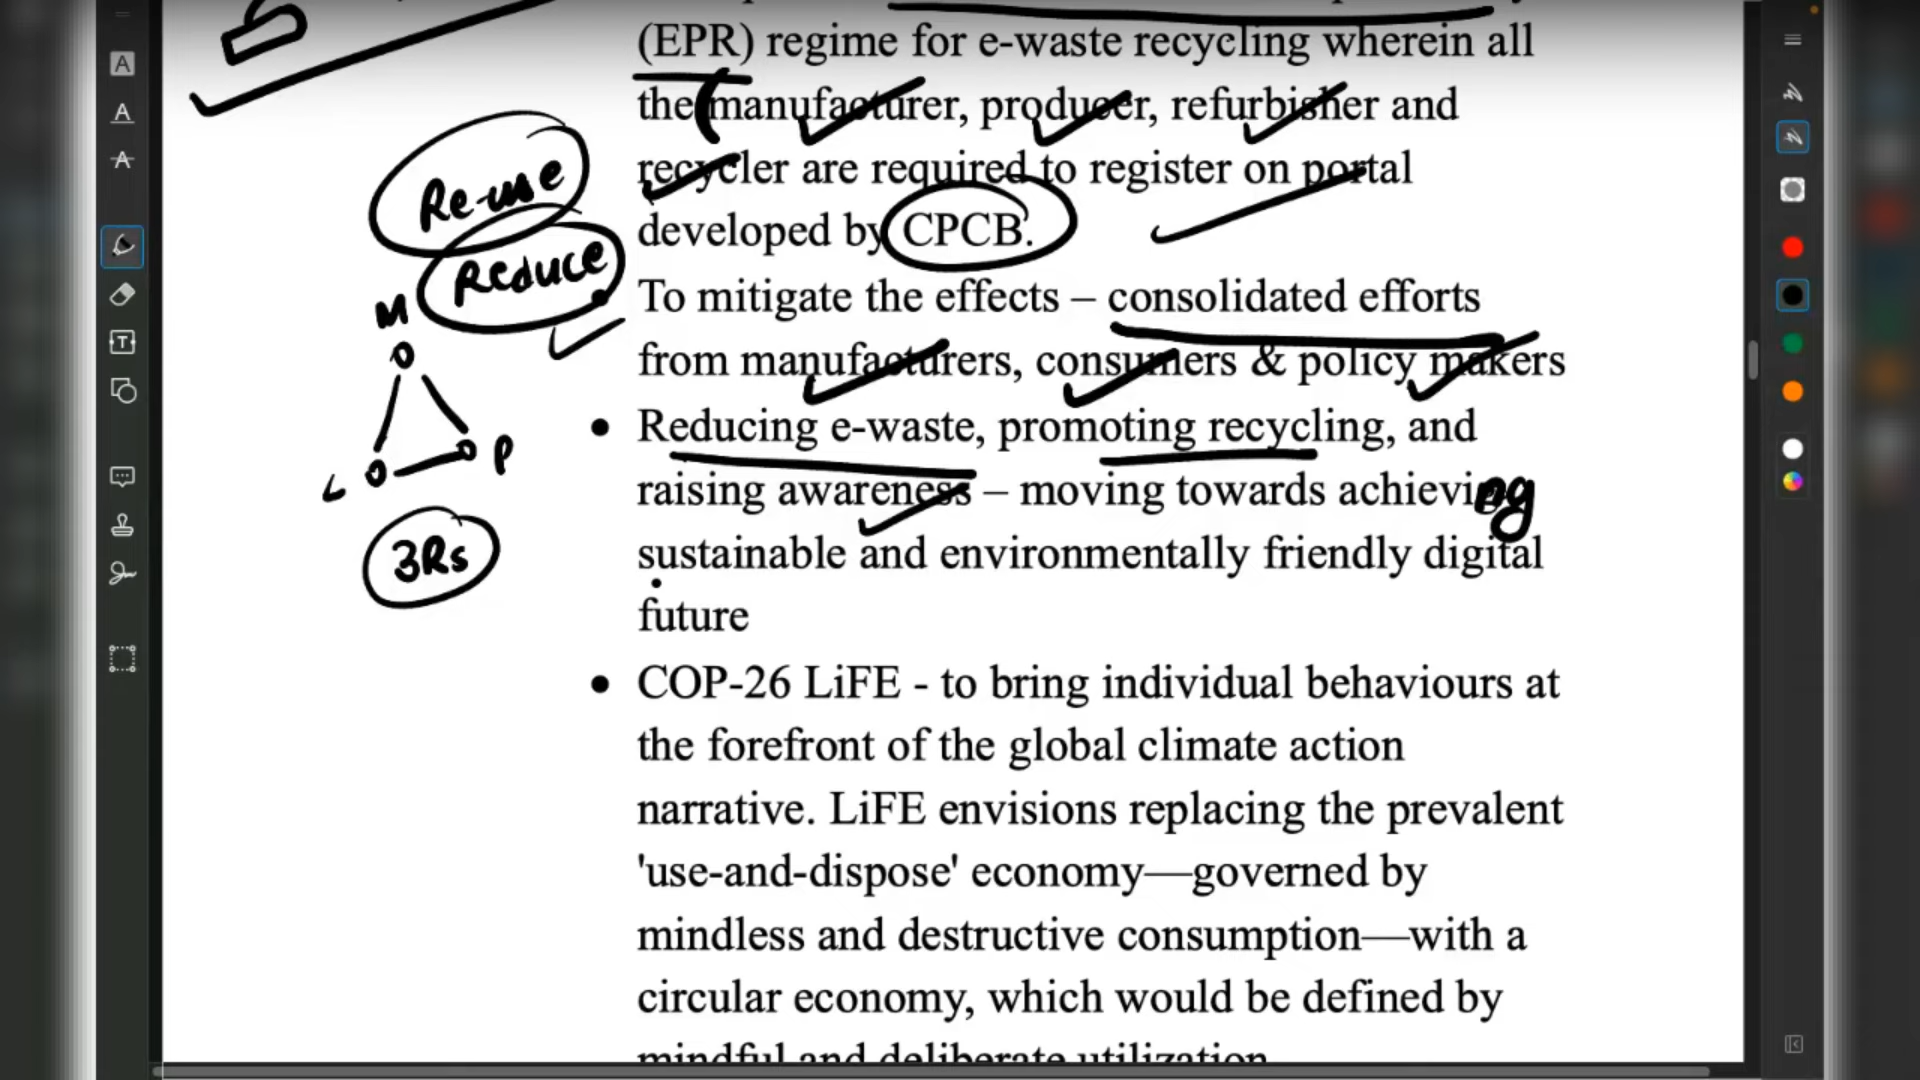 (EPR) regime for e-waste recycling wherein all
the manufacturer, producer, refurbisher and
recycler are required to register on portal
developed by CPCB.
Re-use
Reduce
• To mitigate the effects – consolidated efforts
from manufacturers, consumers & policy makers
M
P
C
3Rs
• Reducing e-waste, promoting recycling, and
raising awareness – moving towards achieving
sustainable and environmentally friendly digital
future
• COP-26 LiFE - to bring individual behaviours at
the forefront of the global climate action
narrative. LiFE envisions replacing the prevalent
'use-and-dispose' economy—governed by
mindless and destructive consumption—with a
circular economy, which would be defined by
mindful and deliberate utilization.